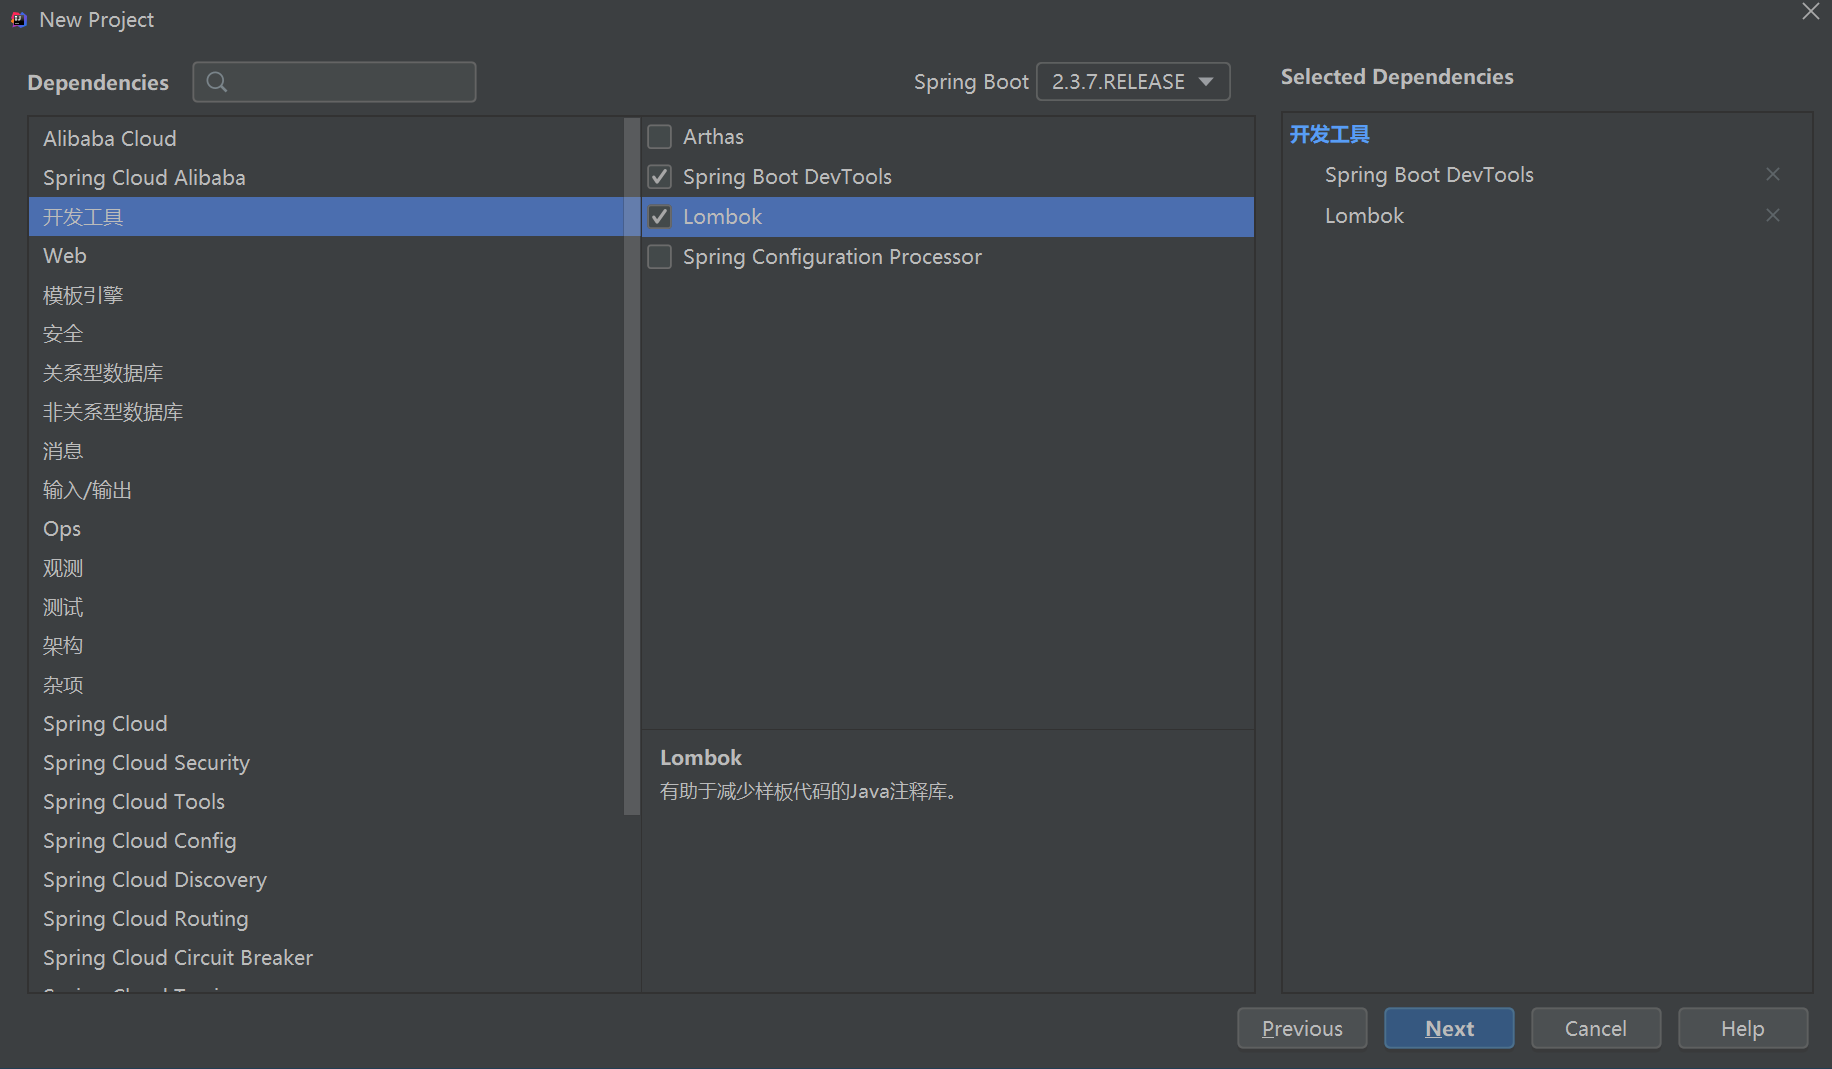 New Project
Dependencies
Spring Boot 2.3.7.RELEASE
Selected Dependencies
Alibaba Cloud
Spring Cloud Alibaba
开发工具
Web
模板引擎
安全
关系型数据库
非关系型数据库
消息
输入/输出
Ops
观测
测试
架构
杂项
Spring Cloud
Spring Cloud Security
Spring Cloud Tools
Spring Cloud Config
Spring Cloud Discovery
Spring Cloud Routing
Spring Cloud Circuit Breaker
Arthas
Spring Boot DevTools
Lombok
Spring Configuration Processor
Lombok
有助于减少样板代码的Java注释库。
开发工具
Spring Boot DevTools
Lombok
Previous
Next
Cancel
Help